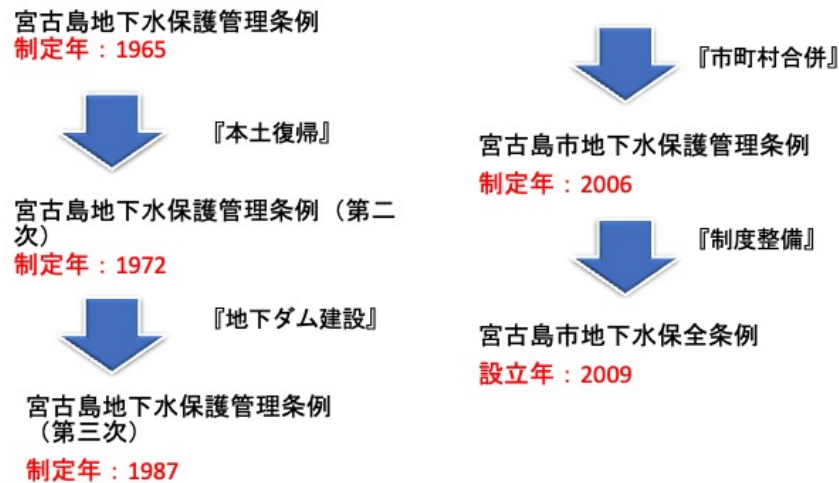 宮古島地下水保護管理条例
制定年：1965
『本土復帰』
宮古島地下水保護管理条例（第二
次）
制定年：1972
『地下ダム建設』
宮古島地下水保護管理条例
（第三次）
制定年：1987
『市町村合併』
宮古島市地下水保護管理条例
制定年：2006
『制度整備』
宮古島市地下水保全条例
設立年：2009